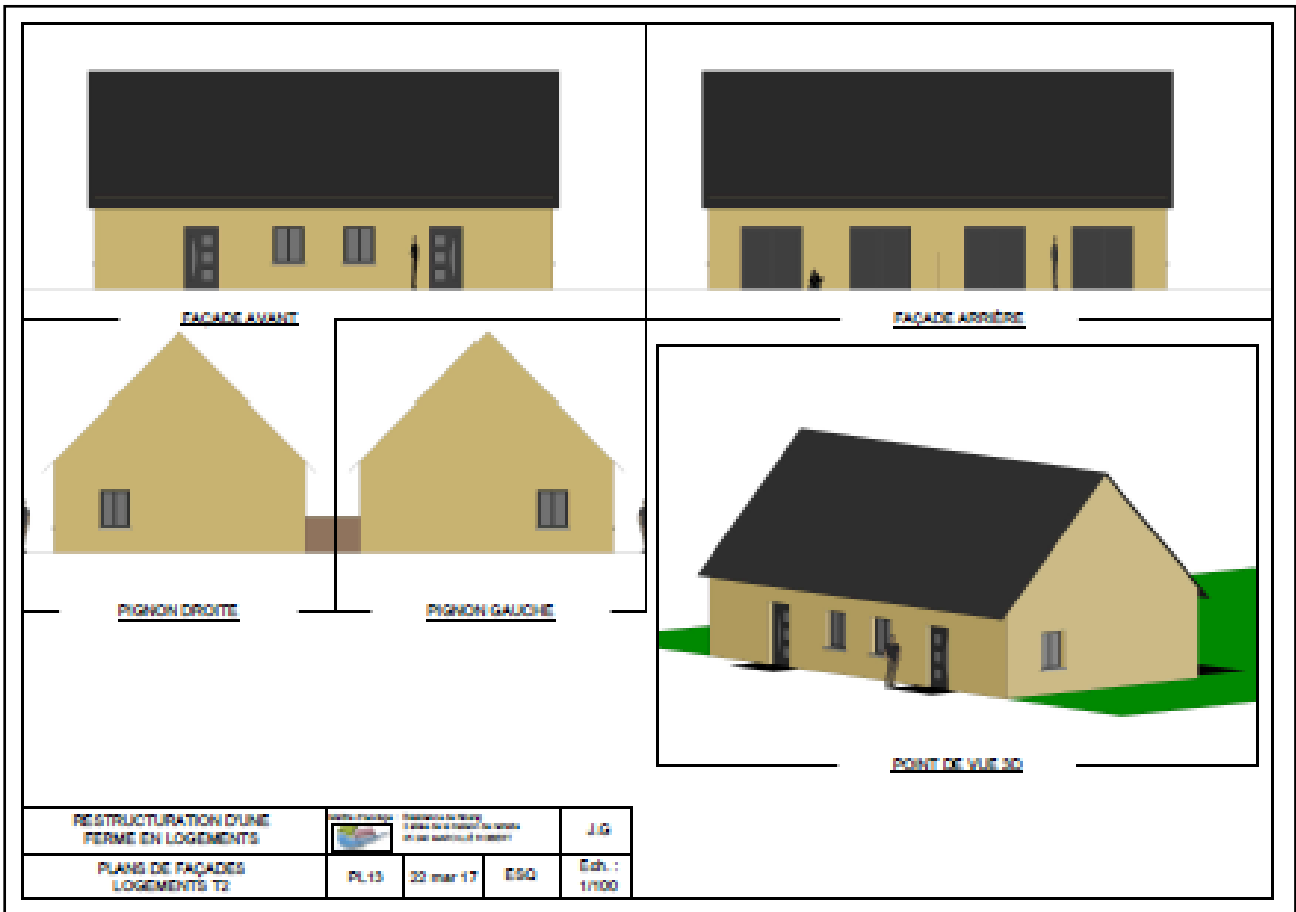 FAÇADE AVANT
FAÇADE ARRIÈRE
PIGNON DROITE
PIGNON GAUCHE
POINT DE VUE 3D
RESTRUCTURATION D'UNE
FERME EN LOGEMENTS
J.G
PLANS DE FAÇADES
LOGEMENTS T2
PL13
22 mar 17
ESQ
Ech. :
1/100